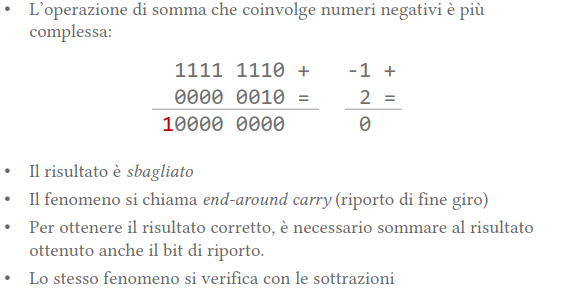 • L'operazione di somma che coinvolge numeri negativi è più
complessa:
1111 1110 + -1 +
0000 0010 = 2 =
10000 0000 0
• Il risultato è sbagliato
• Il fenomeno si chiama end-around carry (riporto di fine giro)
• Per ottenere il risultato corretto, è necessario sommare al risultato
ottenuto anche il bit di riporto.
• Lo stesso fenomeno si verifica con le sottrazioni